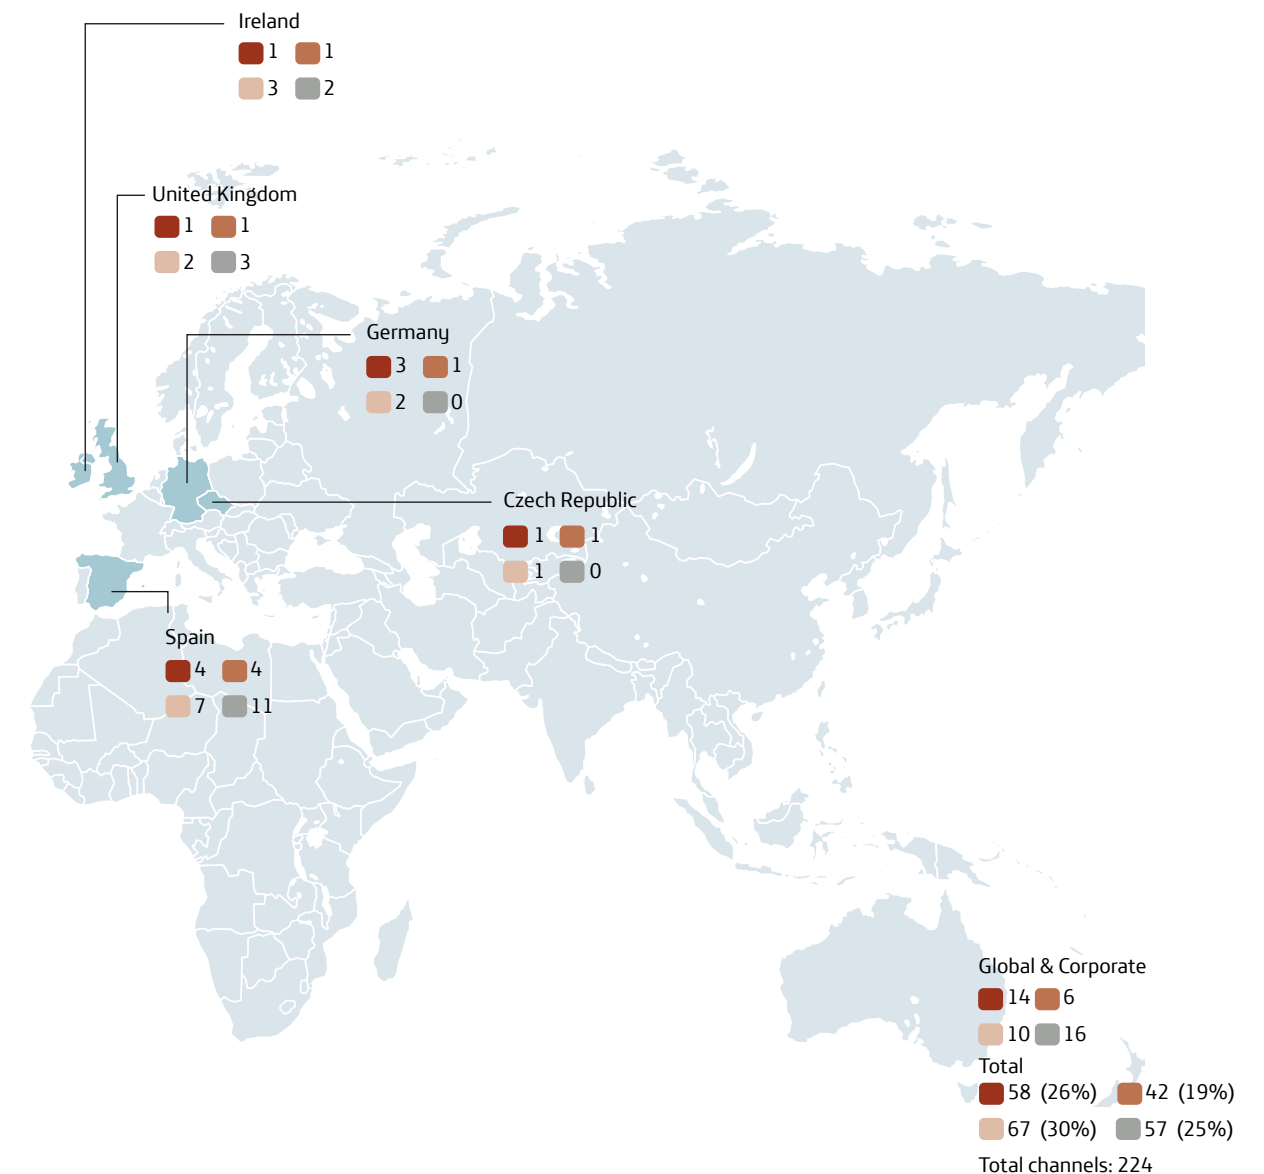 Ireland
1 1
3 2
United Kingdom
1 1
2 3
Germany
3 1
2 0
Czech Republic
1 1
1 0
Spain
4 4
7 11
Global & Corporate
14 6
10 16
Total
58 (26%) 42 (19%)
67 (30%) 57 (25%)
Total channels: 224